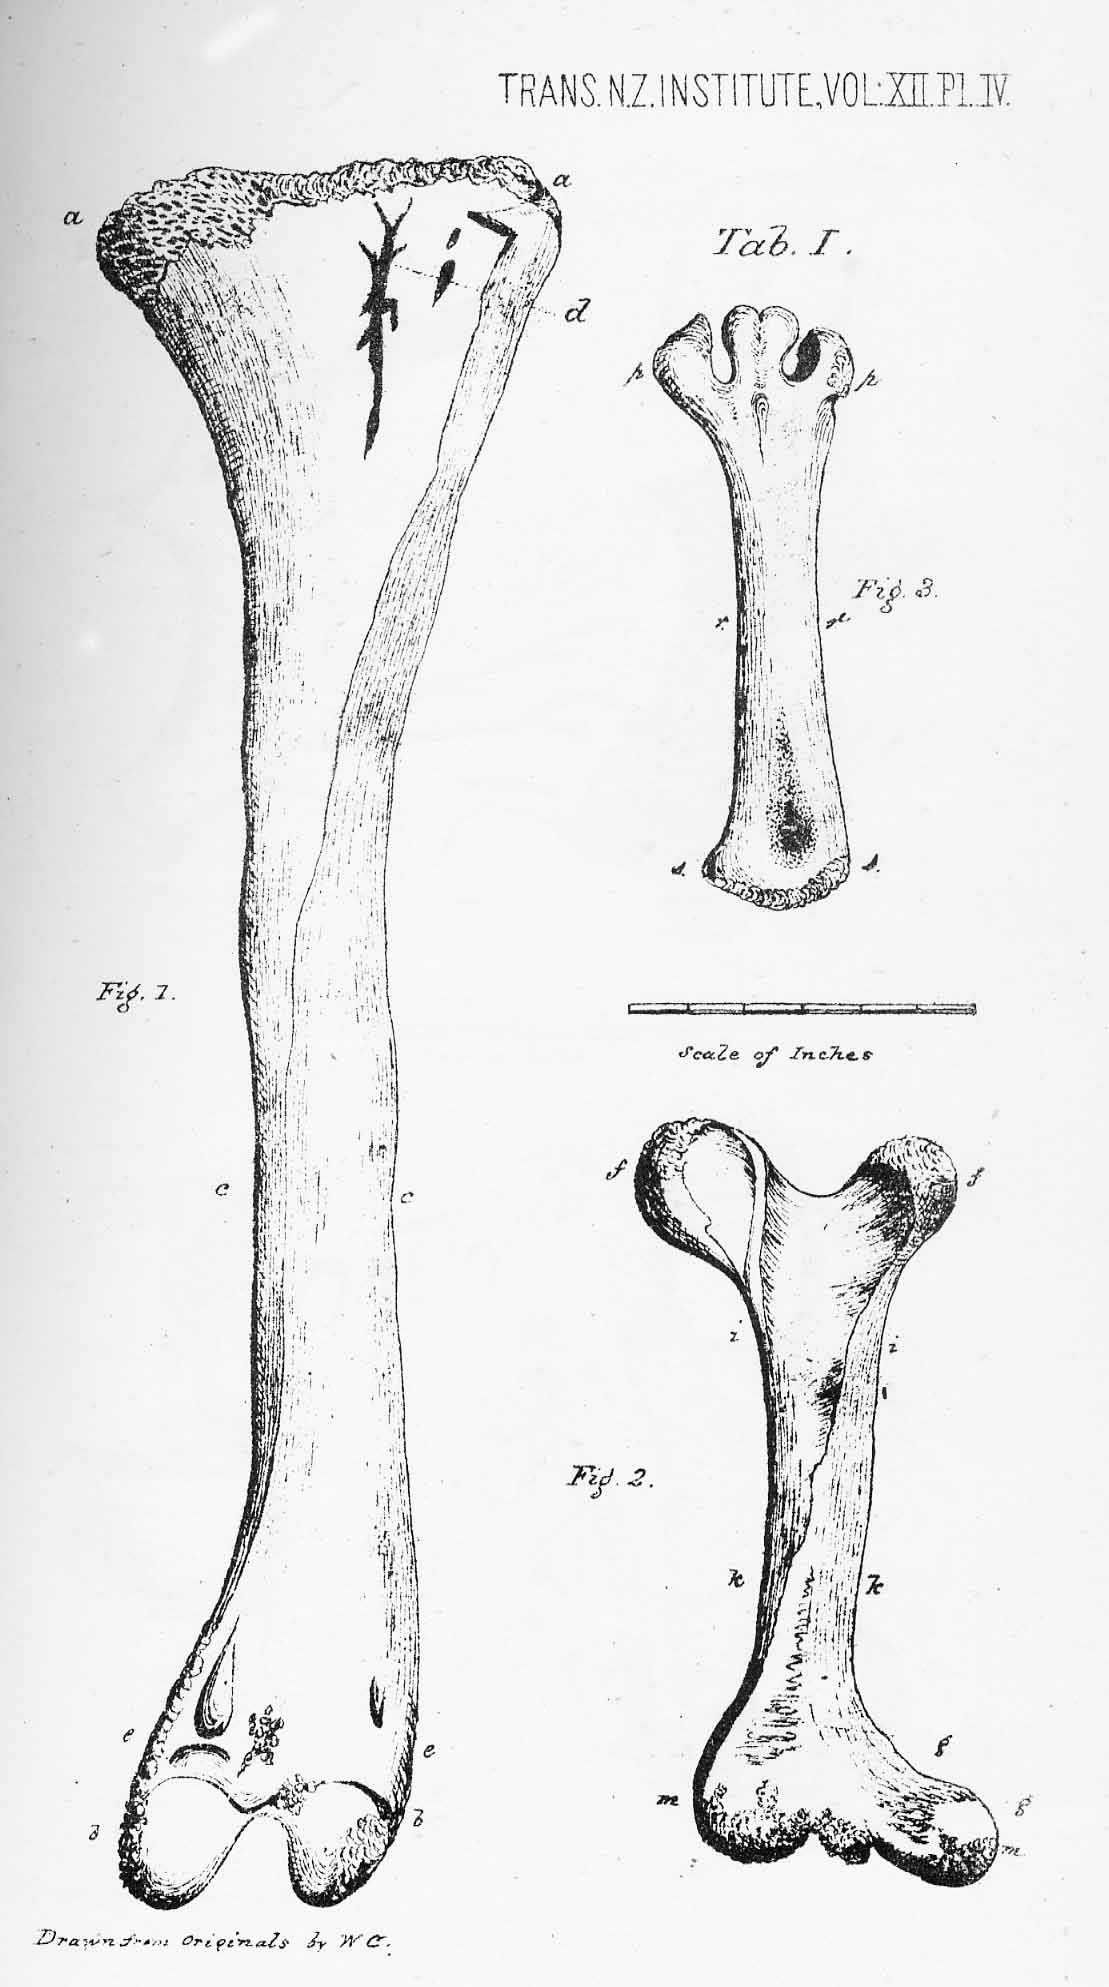 TRANS. N.Z. INSTITUTE, VOL: XII. Pl. IV.
a
a
Tab. I.
d
p
p
Fig. 3.
r
r
s.
s.
Fig. 1.
Scale of Inches
f
f
c
c
i
i
Fig. 2.
k
k
e
e
g
g
m
m
b
b
Drawn from Originals by W C.